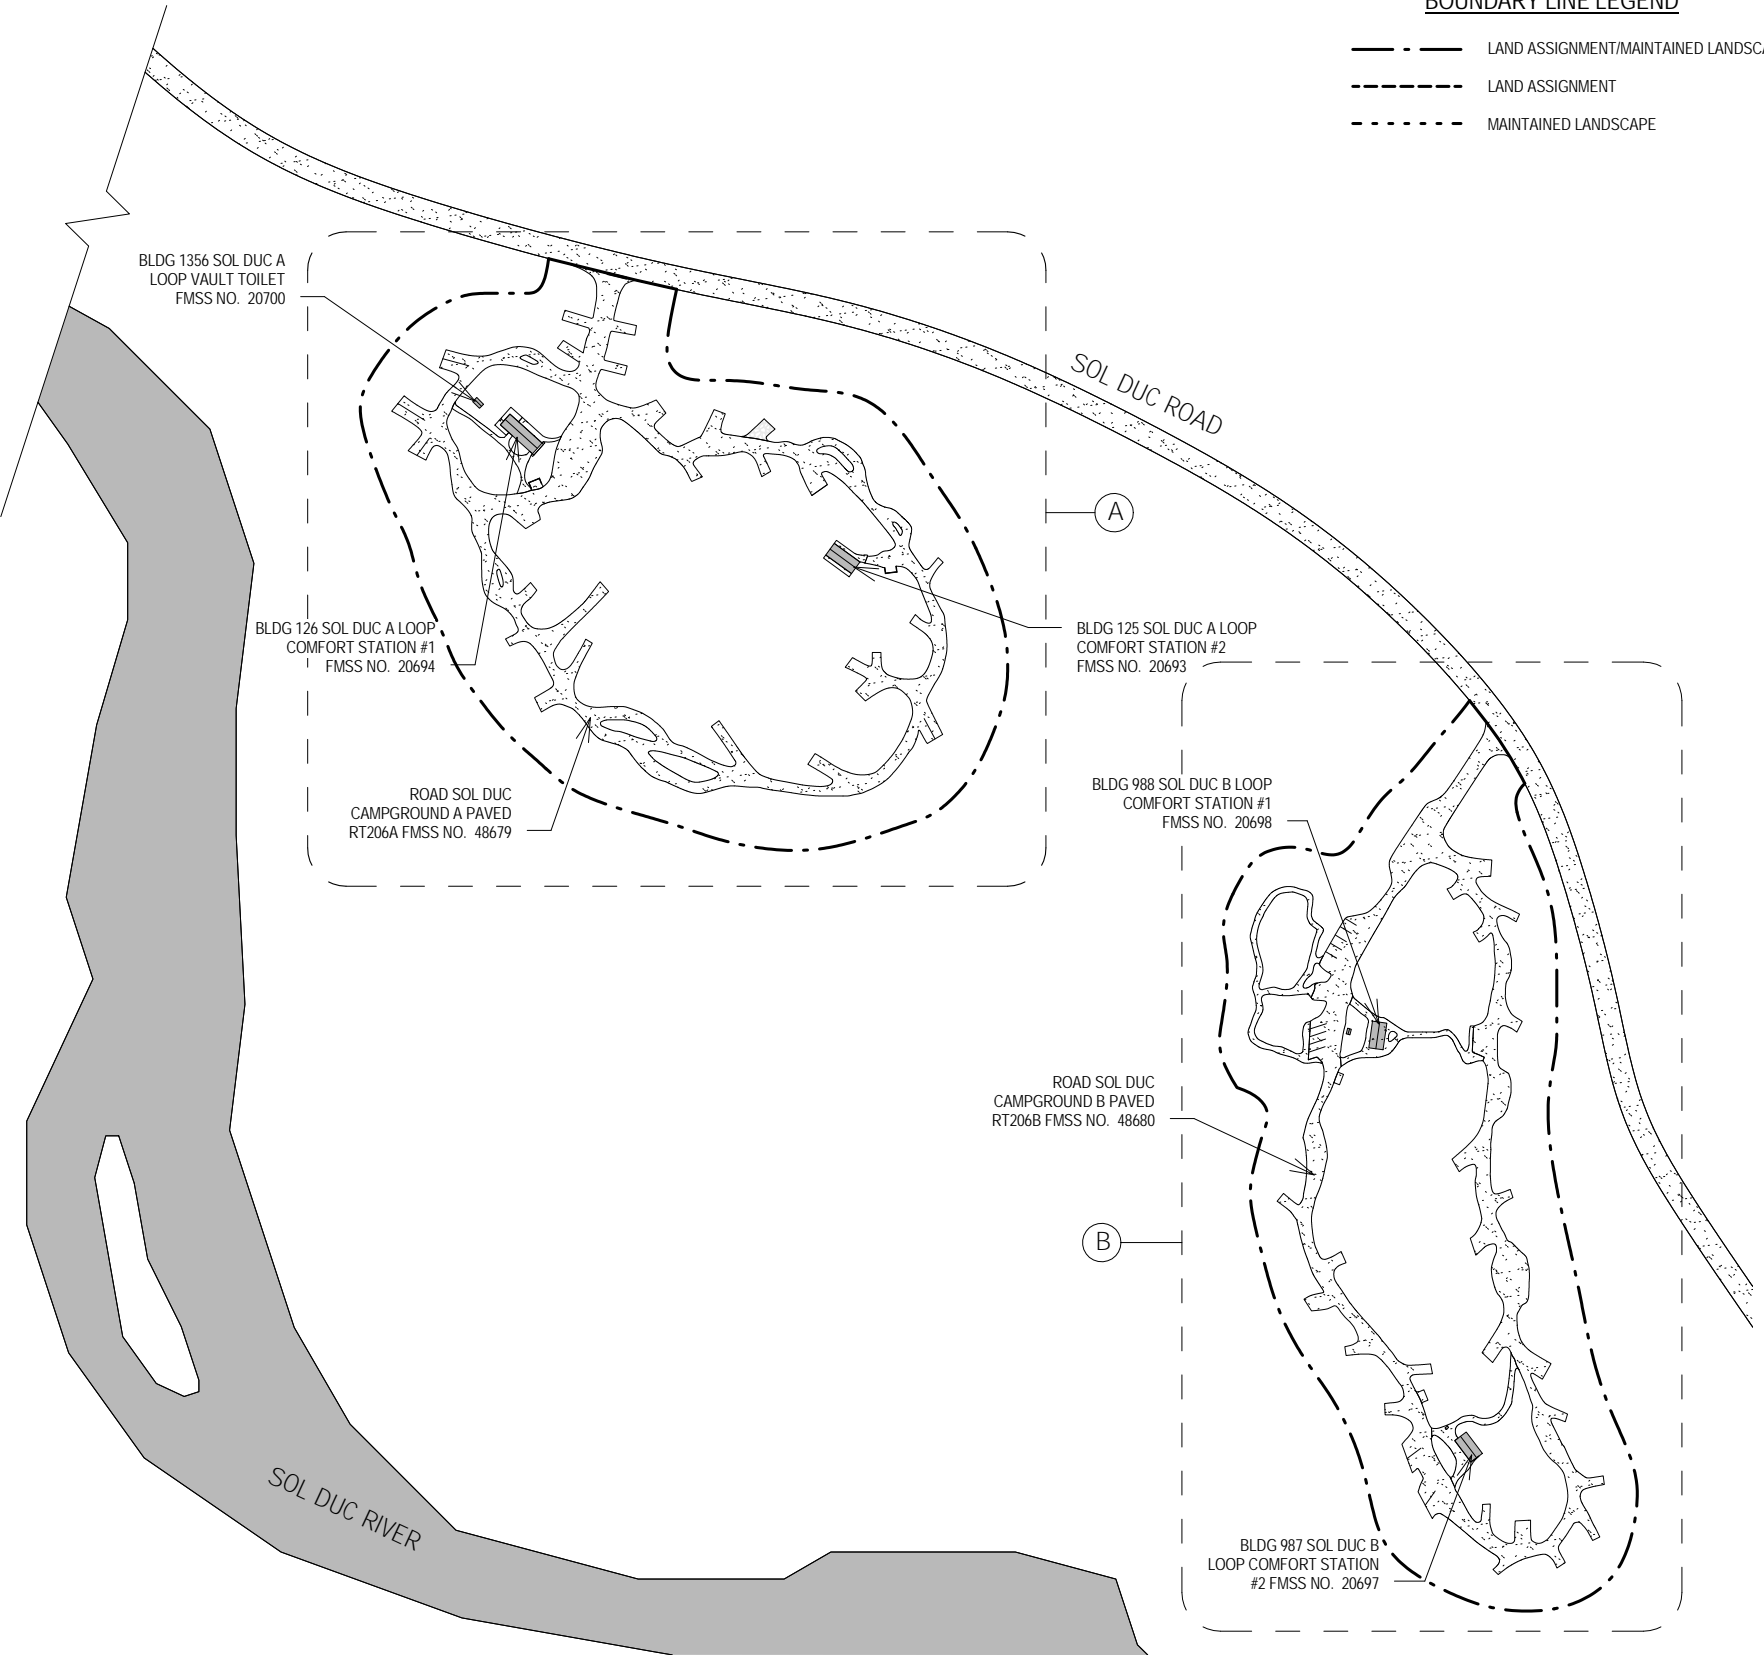 BOUNDARY LINE LEGEND
LAND ASSIGNMENT/MAINTAINED
LAND ASSIGNMENT
MAINTAINED LANDSCAPE
BLDG 1356 SOL DUC A
LOOP VAULT TOILET
FMSS NO. 20700
SOL DUC ROAD
A
BLDG 126 SOL DUC A LOOP
COMFORT STATION #1
FMSS NO. 20694
BLDG 125 SOL DUC A LOOP
COMFORT STATION #2
FMSS NO. 20693
ROAD SOL DUC
CAMPGROUND A PAVED
RT206A FMSS NO. 48679
BLDG 988 SOL DUC B LOOP
COMFORT STATION #1
FMSS NO. 20698
ROAD SOL DUC
CAMPGROUND B PAVED
RT206B FMSS NO. 48680
B
SOL DUC RIVER
BLDG 987 SOL DUC B
LOOP COMFORT STATION
#2 FMSS NO. 20697